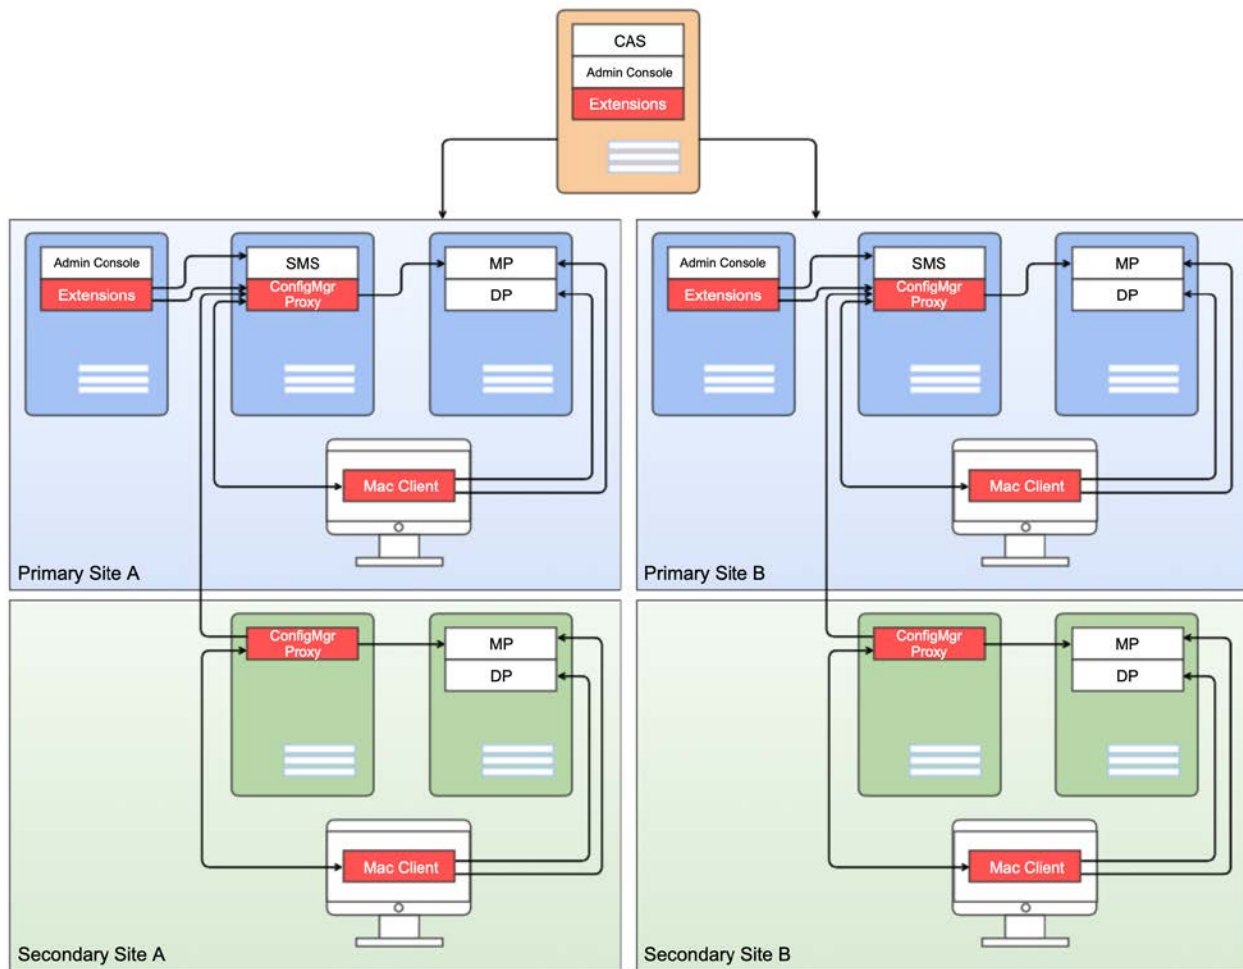 CAS
Admin Console
Extensions
Admin Console
Extensions
SMS
ConfigMgr
Proxy
MP
DP
Mac Client
Primary Site A
Admin Console
Extensions
SMS
ConfigMgr
Proxy
MP
DP
Mac Client
Primary Site B
ConfigMgr
Proxy
MP
DP
Mac Client
Secondary Site A
ConfigMgr
Proxy
MP
DP
Mac Client
Secondary Site B